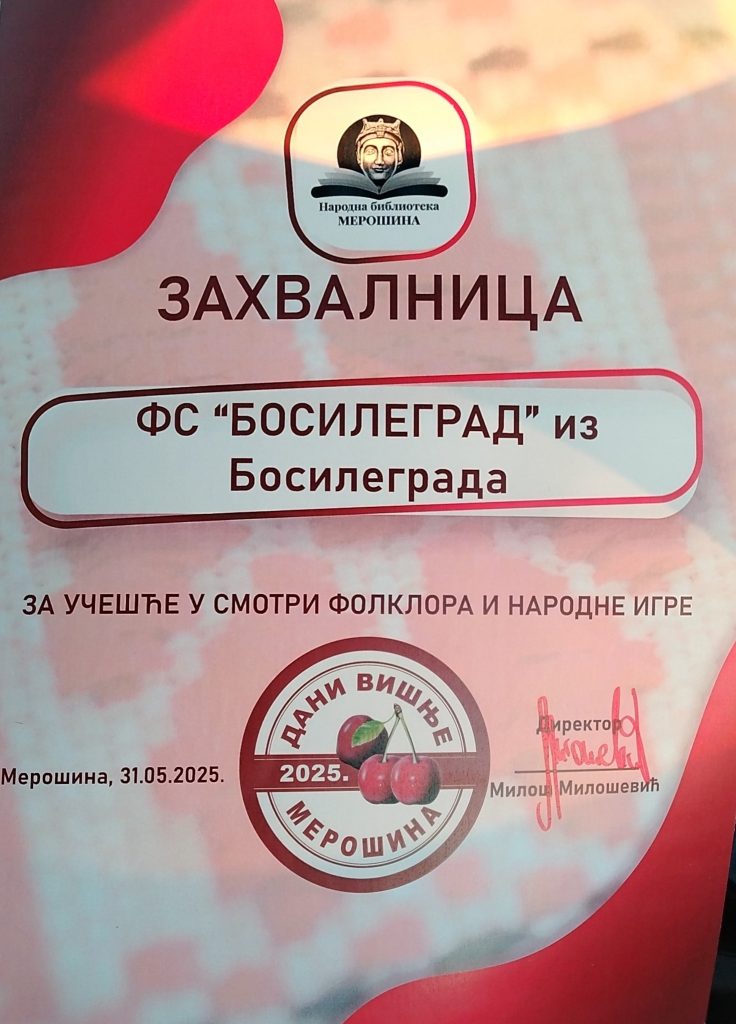 Народна библиотека
МЕРОШИНА
ЗАХВАЛНИЦА
ФС “БОСИЛЕГРАД” из
Босилеграда
ЗА УЧЕШЋЕ У СМОТРИ ФОЛКЛОРА И НАРОДНЕ ИГРЕ
ДАНИ ВИШЊЕ
2025.
МЕРОШИНА
Мерошина, 31.05.2025.
Директор
Милош Милошевић